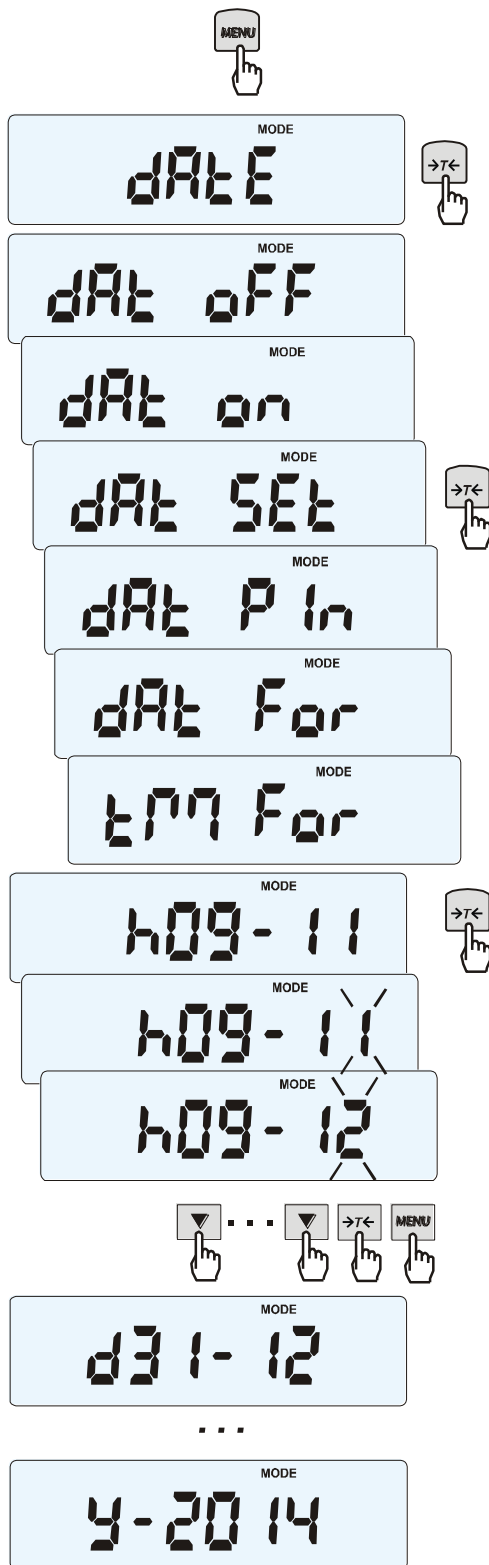 MENU
MODE
dAtE
→T←
MODE
dAt oFF
MODE
dAt on
MODE
dAt SEt
→T←
MODE
dAt PIn
MODE
dAt For
MODE
tM For
MODE
h09-11
→T←
MODE
h09-11
MODE
h09-12
▼ ... ▼ →T← MENU
MODE
d31-12
...
MODE
y-2014